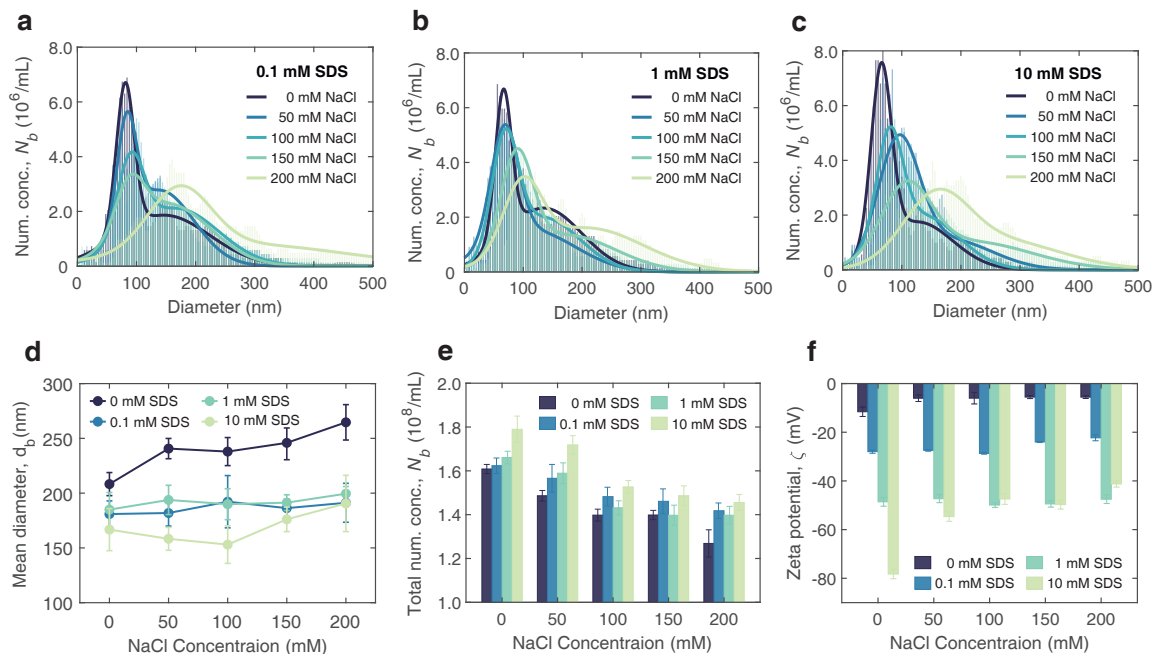 a
Num. conc., N_b (10^6/mL)
8.0
6.0
4.0
2.0
0
0.1 mM SDS
0 mM NaCl
50 mM NaCl
100 mM NaCl
150 mM NaCl
200 mM NaCl
0 100 200 300 400 500
Diameter (nm)
b
Num. conc., N_b (10^6/mL)
8.0
6.0
4.0
2.0
0
1 mM SDS
0 mM NaCl
50 mM NaCl
100 mM NaCl
150 mM NaCl
200 mM NaCl
0 100 200 300 400 500
Diameter (nm)
c
Num. conc., N_b (10^6/mL)
8.0
6.0
4.0
2.0
0
10 mM SDS
0 mM NaCl
50 mM NaCl
100 mM NaCl
150 mM NaCl
200 mM NaCl
0 100 200 300 400 500
Diameter (nm)
d
Mean diameter, d_b (nm)
300
250
200
150
100
0 mM SDS 1 mM SDS
0.1 mM SDS 10 mM SDS
0 50 100 150 200
NaCl Concentraion (mM)
e
Total num. conc., N_b (10^8/mL)
2.0
1.8
1.6
1.4
1.2
1.0
0 mM SDS 1 mM SDS
0.1 mM SDS 10 mM SDS
0 50 100 150 200
NaCl Concentraion (mM)
f
Zeta potential, ζ (mV)
0
-20
-40
-60
-80
0 mM SDS 1 mM SDS
0.1 mM SDS 10 mM SDS
0 50 100 150 200
NaCl Concentraion (mM)